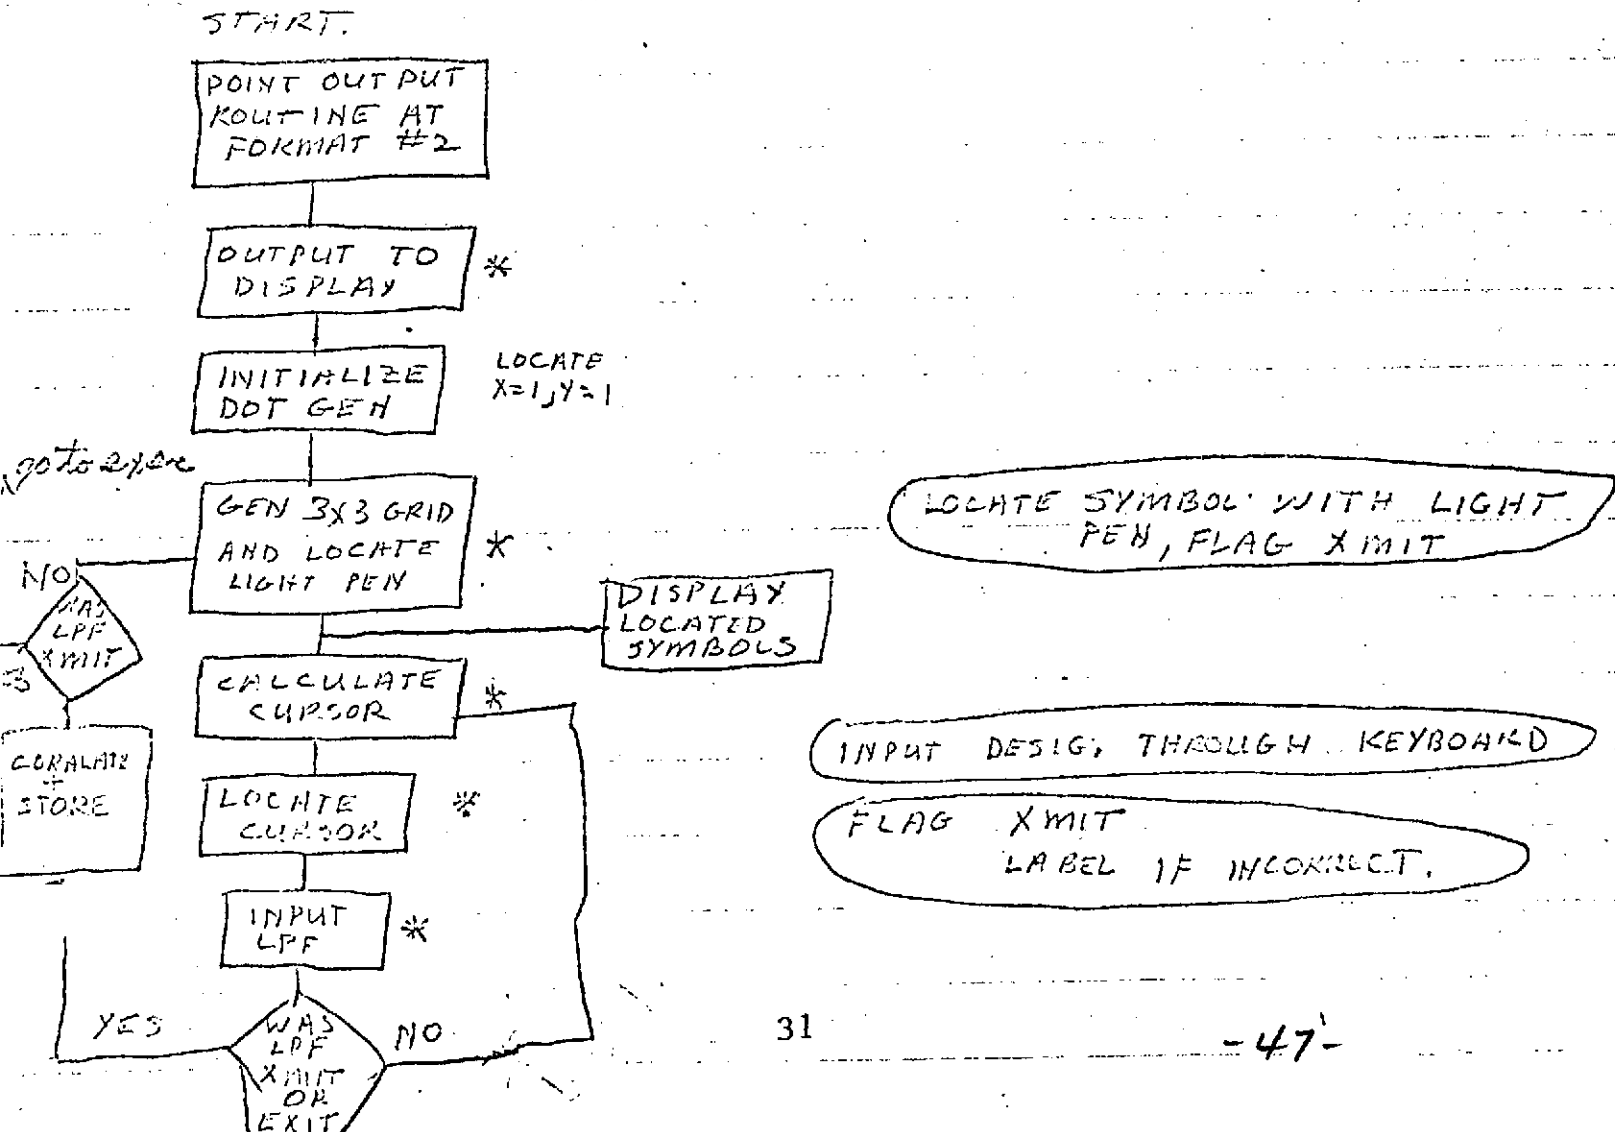 START.
POINT OUTPUT
ROUTINE AT
FORMAT #2
OUTPUT TO
DISPLAY
*
INITIALIZE
DOT GEN
LOCATE
X=1, Y=1
go to exec
GEN 3X3 GRID
AND LOCATE
LIGHT PEN
*
LOCATE SYMBOL WITH LIGHT
PEN, FLAG XMIT
NO
WAS
LPF
XMIT
DISPLAY
LOCATED
SYMBOLS
CALCULATE
CURSOR
*
INPUT DESIG. THROUGH KEYBOARD
CORALATE
+
STORE
LOCATE
CURSOR
*
FLAG XMIT
LABEL IF INCORRECT.
INPUT
LPF
*
YES
WAS
LPF
XMIT
OR
EXIT
NO
31
-47-